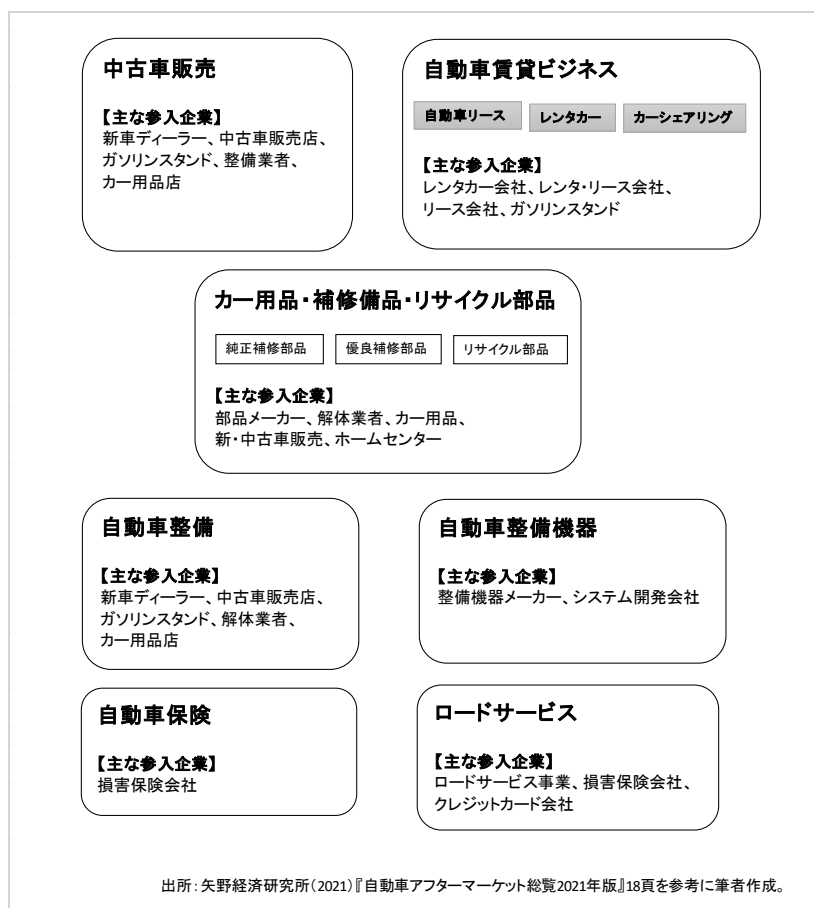 中古車販売
【主な参入企業】
新車ディーラー、中古車販売店、
ガソリンスタンド、整備業者、
カー用品店
自動車賃貸ビジネス
自動車リース
レンタカー
カーシェアリング
【主な参入企業】
レンタカー会社、レンタ・リース会社、
リース会社、ガソリンスタンド
カー用品・補修備品・リサイクル部品
純正補修部品
優良補修部品
リサイクル部品
【主な参入企業】
部品メーカー、解体業者、カー用品、
新・中古車販売、ホームセンター
自動車整備
【主な参入企業】
新車ディーラー、中古車販売店、
ガソリンスタンド、解体業者、
カー用品店
自動車整備機器
【主な参入企業】
整備機器メーカー、システム開発会社
自動車保険
【主な参入企業】
損害保険会社
ロードサービス
【主な参入企業】
ロードサービス事業、損害保険会社、
クレジットカード会社
出所：矢野経済研究所（2021）『自動車アフターマーケット総覧2021年版』18頁を参考に筆者作成。